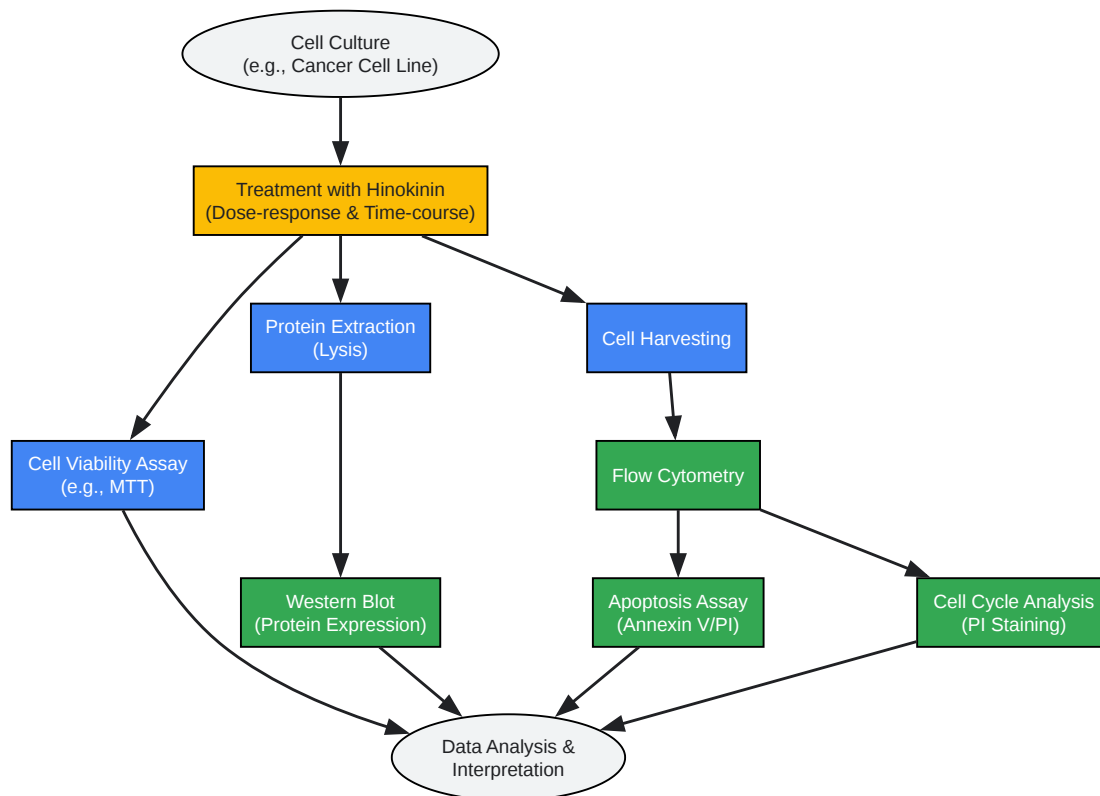 Cell Culture
(e.g., Cancer Cell Line)
Treatment with Hinokinin
(Dose-response & Time-course)
Protein Extraction
(Lysis)
Cell Harvesting
Cell Viability Assay
(e.g., MTT)
Flow Cytometry
Western Blot
(Protein Expression)
Apoptosis Assay
(Annexin V/PI)
Cell Cycle Analysis
(PI Staining)
Data Analysis &
Interpretation